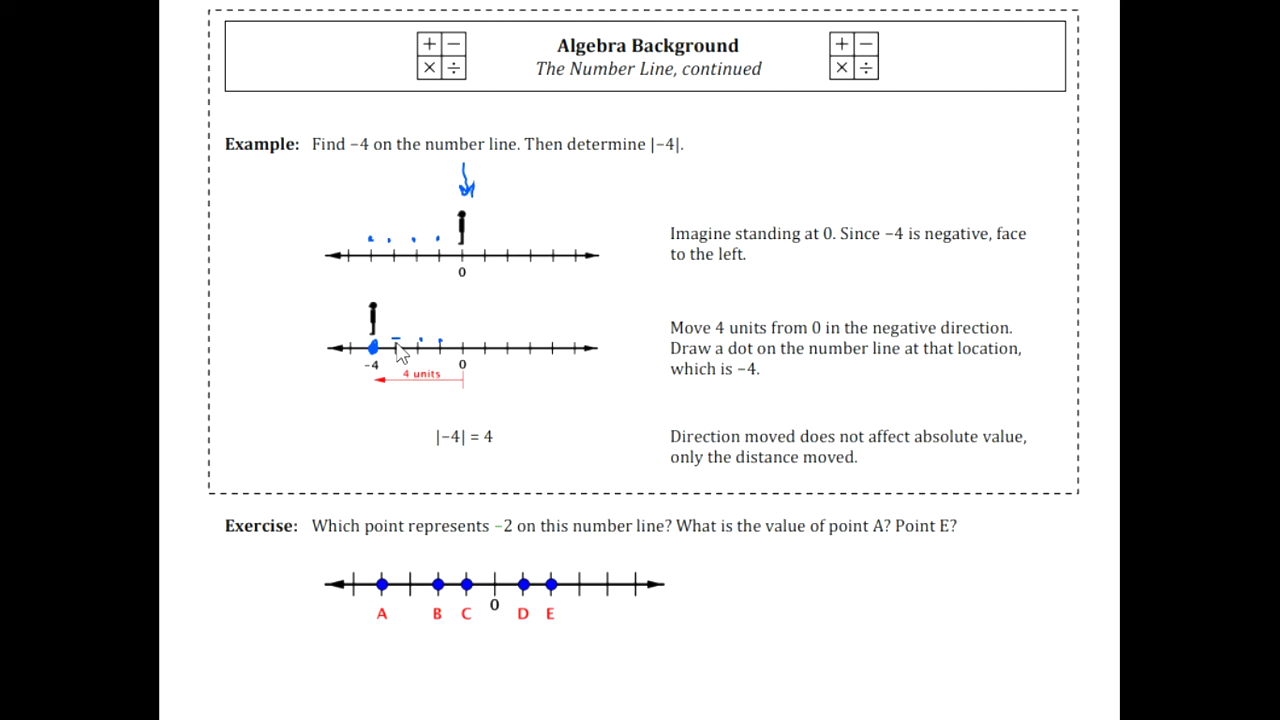 + −
× ÷
Algebra Background
The Number Line, continued
+ −
× ÷
Example: Find −4 on the number line. Then determine |−4|.
0
Imagine standing at 0. Since −4 is negative, face
to the left.
−4
0
4 units
Move 4 units from 0 in the negative direction.
Draw a dot on the number line at that location,
which is −4.
|−4| = 4
Direction moved does not affect absolute value,
only the distance moved.
Exercise: Which point represents −2 on this number line? What is the value of point A? Point E?
A B C 0 D E